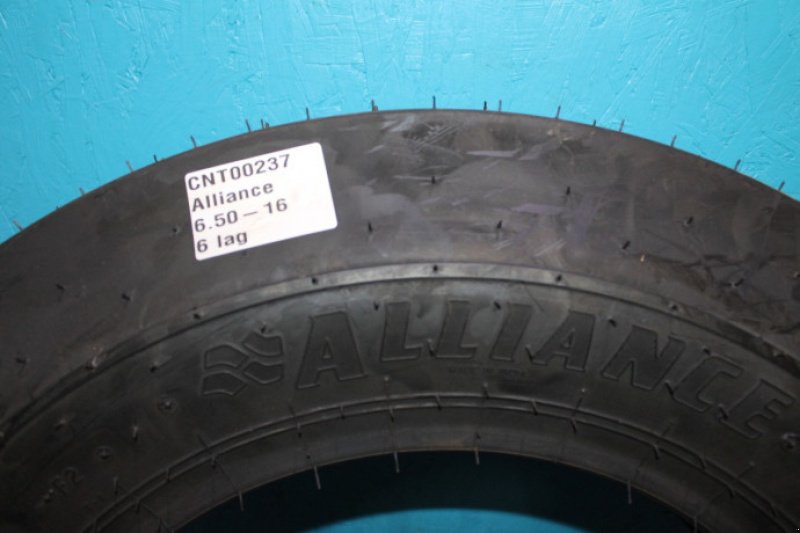 CNT00237
Alliance
6.50 – 16
6 lag
ALLIANCE